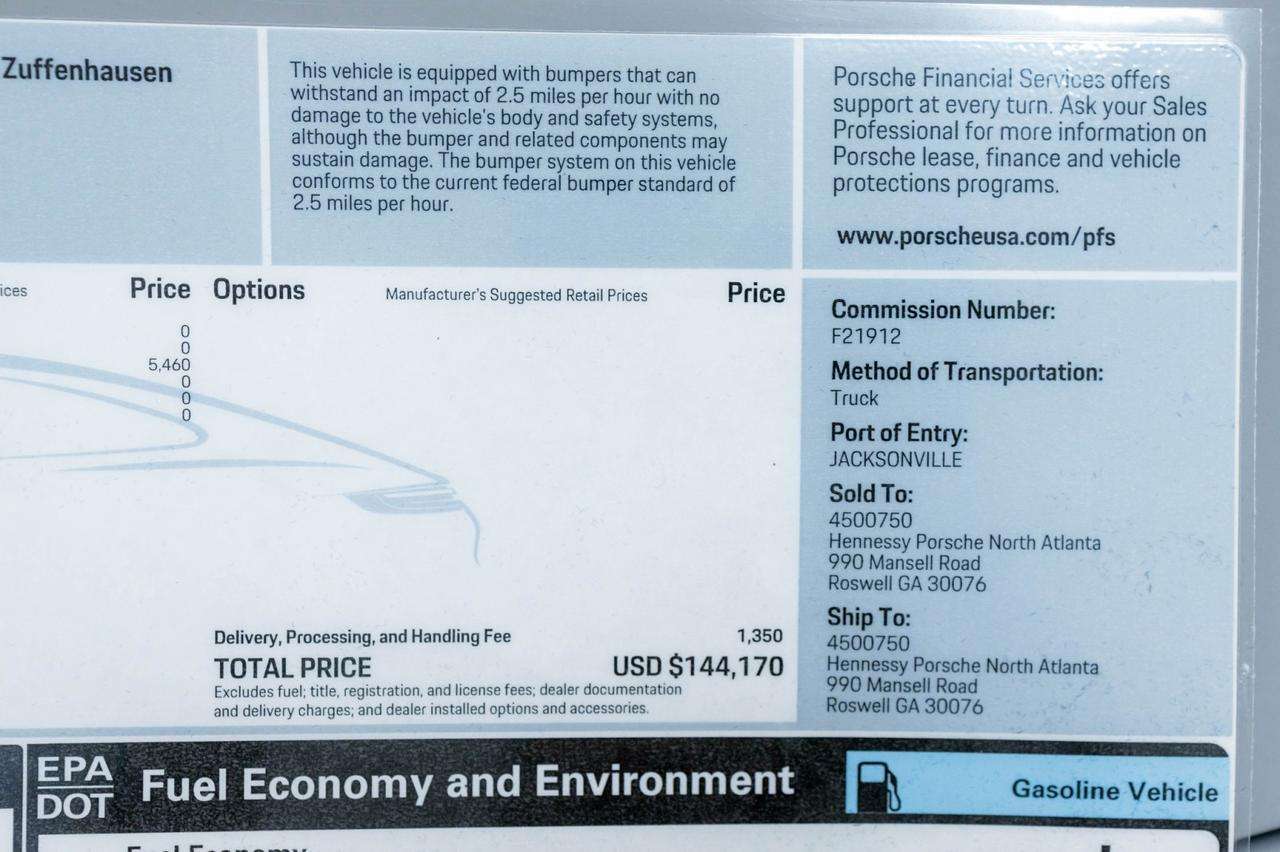 Zuffenhausen
This vehicle is equipped with bumpers that can
withstand an impact of 2.5 miles per hour with no
damage to the vehicle's body and safety systems,
although the bumper and related components may
sustain damage. The bumper system on this vehicle
conforms to the current federal bumper standard of
2.5 miles per hour.
Porsche Financial Services offers
support at every turn. Ask your Sales
Professional for more information on
Porsche lease, finance and vehicle
protections programs.
www.porscheusa.com/pfs
ices Price Options Manufacturer's Suggested Retail Prices Price
0
0
5,460
0
0
0
Delivery, Processing, and Handling Fee 1,350
TOTAL PRICE USD $144,170
Excludes fuel; title, registration, and license fees; dealer documentation
and delivery charges; and dealer installed options and accessories.
Commission Number:
F21912
Method of Transportation:
Truck
Port of Entry:
JACKSONVILLE
Sold To:
4500750
Hennessy Porsche North Atlanta
990 Mansell Road
Roswell GA 30076
Ship To:
4500750
Hennessy Porsche North Atlanta
990 Mansell Road
Roswell GA 30076
EPA
DOT
Fuel Economy and Environment
Gasoline Vehicle
Fuel Economy